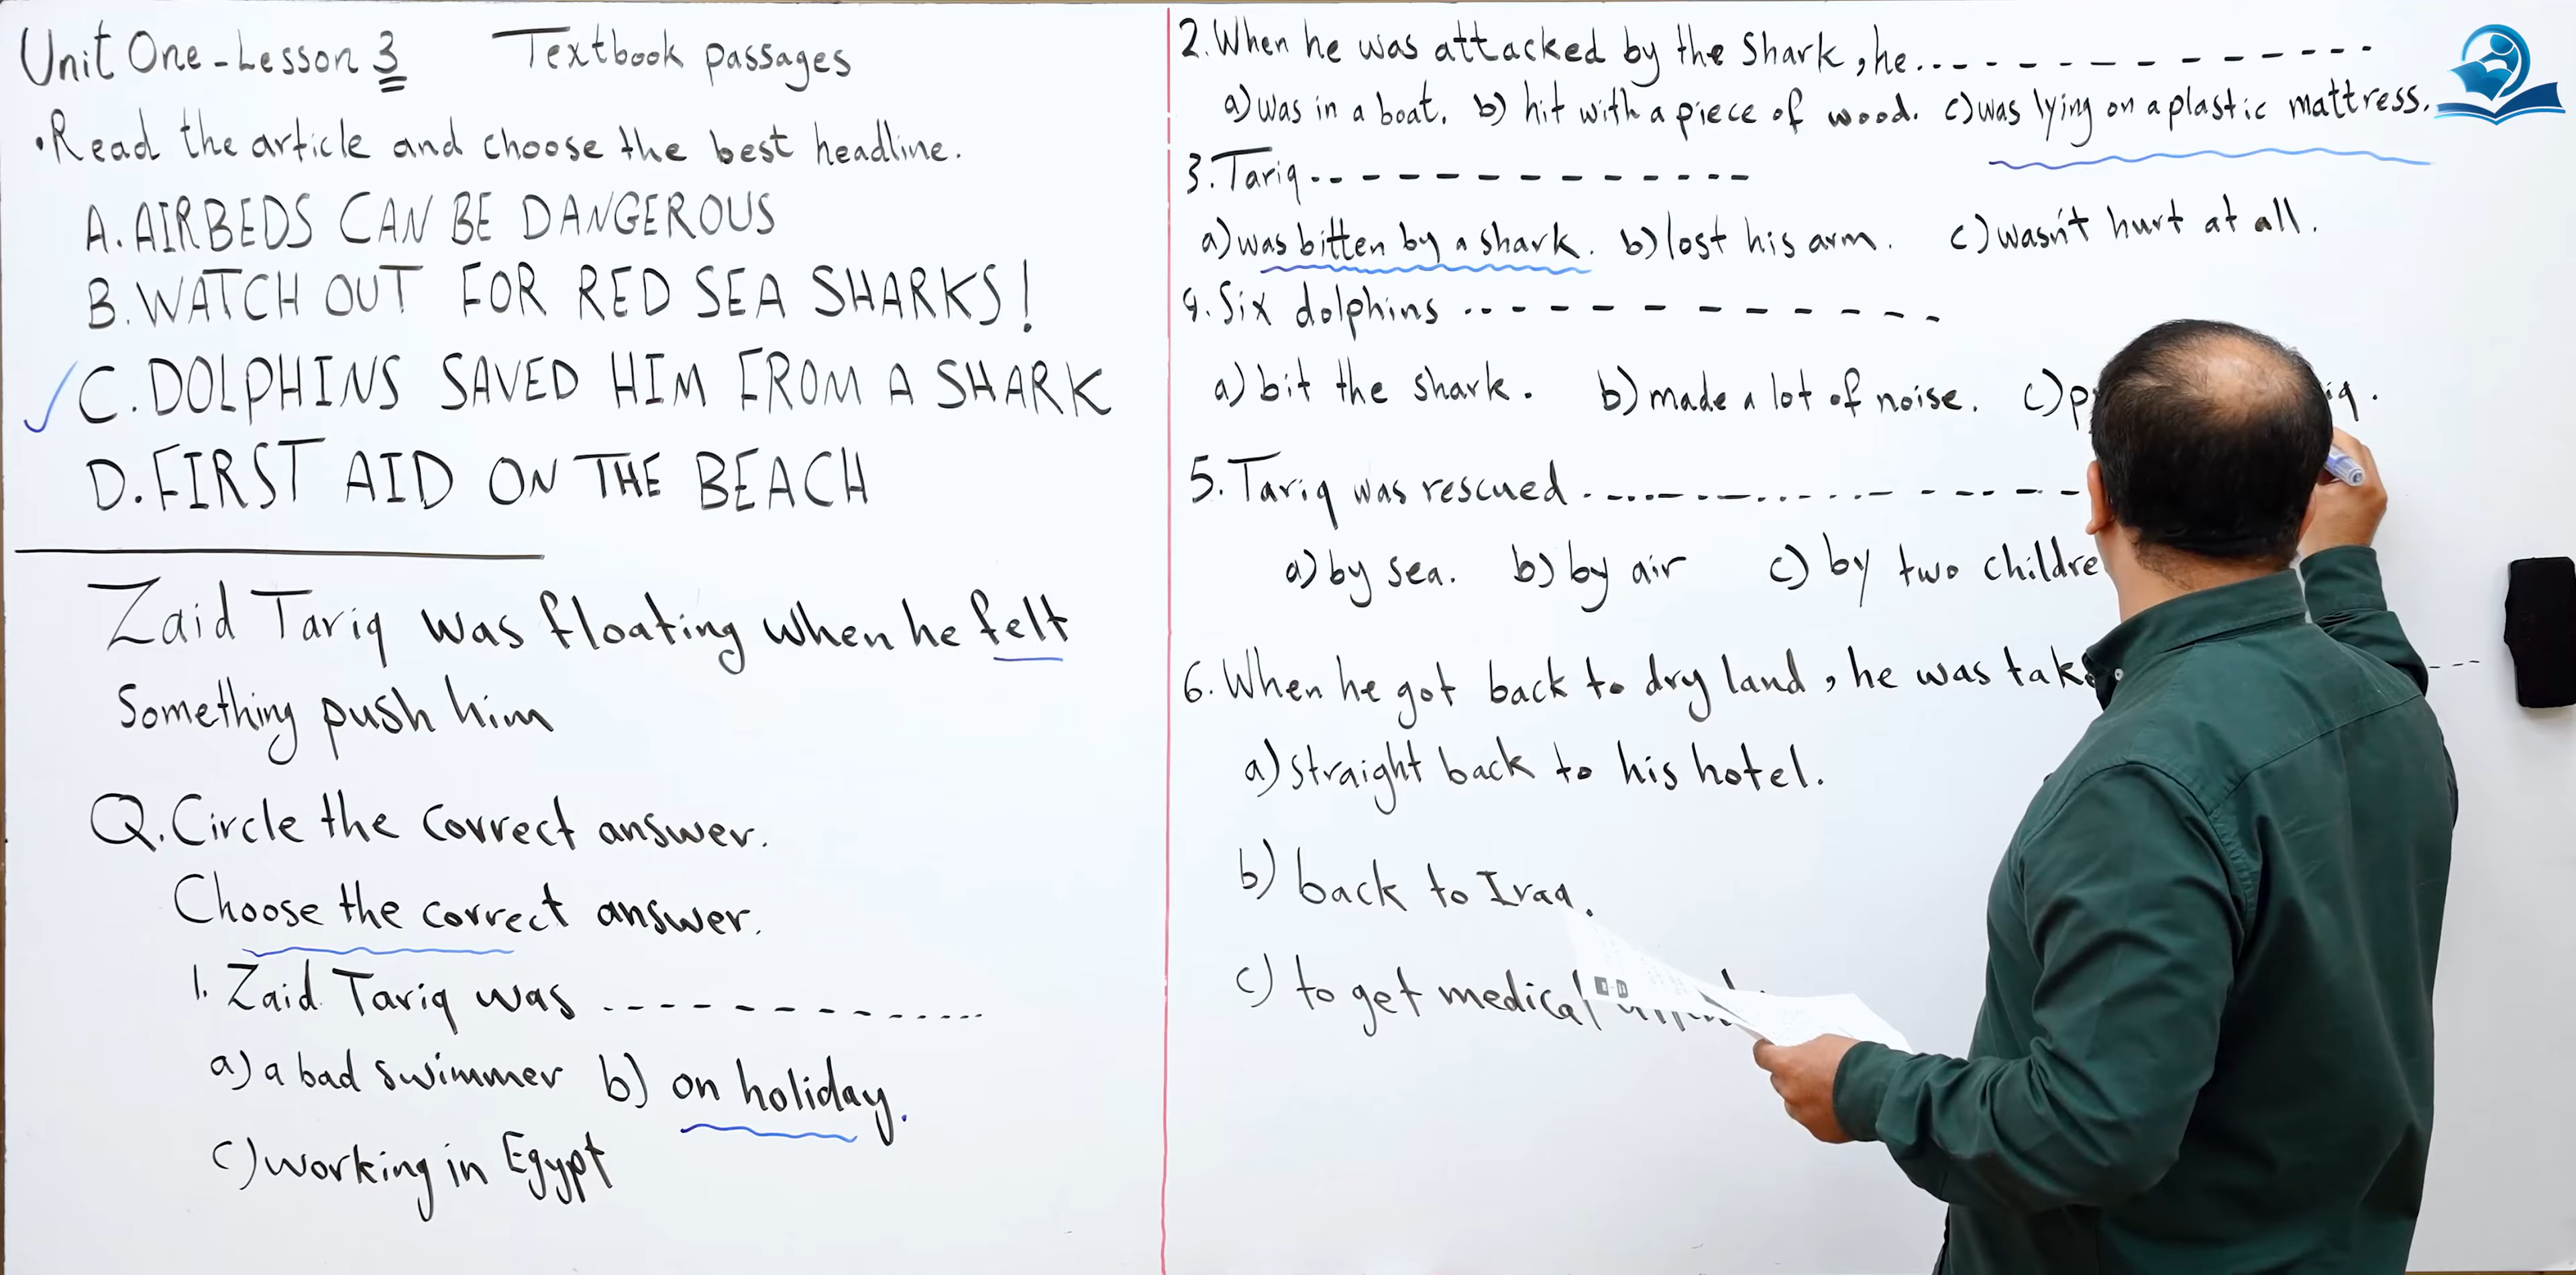 Unit One - Lesson 3 Textbook passages
• Read the article and choose the best headline.
A. AIRBEDS CAN BE DANGEROUS
B. WATCH OUT FOR RED SEA SHARKS!
✓ C. DOLPHINS SAVED HIM FROM A SHARK
D. FIRST AID ON THE BEACH
Zaid Tariq was floating when he felt
Something push him
Q. Circle the correct answer.
Choose the correct answer.
1. Zaid Tariq was ..............
a) a bad swimmer b) on holiday.
c) working in Egypt
2. When he was attacked by the Shark, he ..............
a) was in a boat. b) hit with a piece of wood. c) was lying on a plastic mattress.
3. Tariq ..............
a) was bitten by a shark. b) lost his arm. c) wasn't hurt at all.
4. Six dolphins ..............
a) bit the shark. b) made a lot of noise. c)
5. Tariq was rescued ..............
a) by sea. b) by air c) by two
6. When he got back to dry land, he was
a) straight back to his hotel.
b) back to Iraq.
c) to get medical